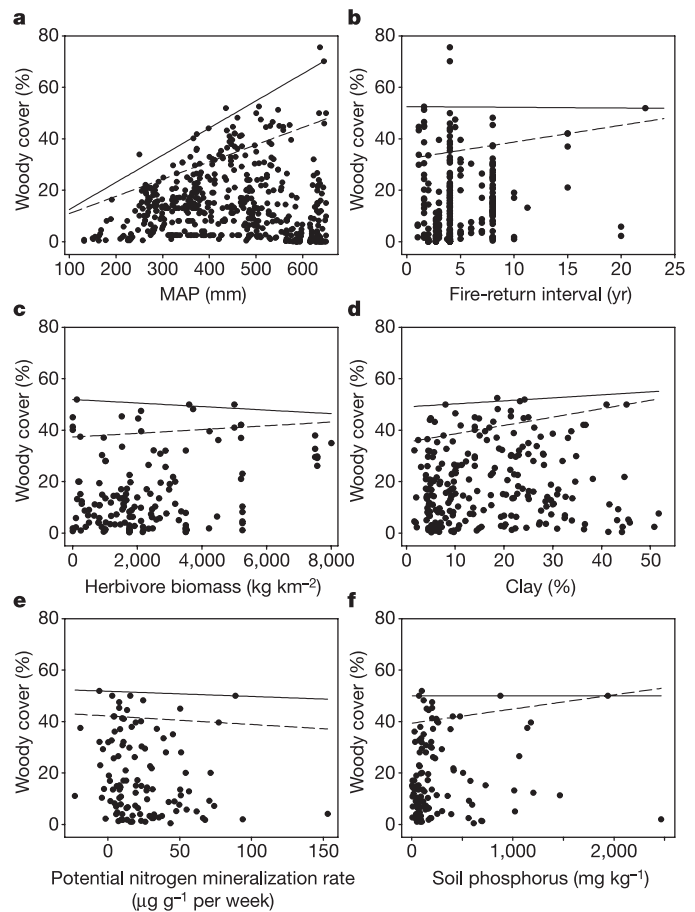 a
b
80
60
40
20
0
Woody cover (%)
100 200 300 400 500 600
MAP (mm)
80
60
40
20
0
Woody cover (%)
0 5 10 15 20 25
Fire-return interval (yr)
c
d
80
60
40
20
0
Woody cover (%)
0 2,000 4,000 6,000 8,000
Herbivore biomass (kg km⁻²)
80
60
40
20
0
Woody cover (%)
0 10 20 30 40 50
Clay (%)
e
f
80
60
40
20
0
Woody cover (%)
0 50 100 150
Potential nitrogen mineralization rate
(μg g⁻¹ per week)
80
60
40
20
0
Woody cover (%)
0 1,000 2,000
Soil phosphorus (mg kg⁻¹)